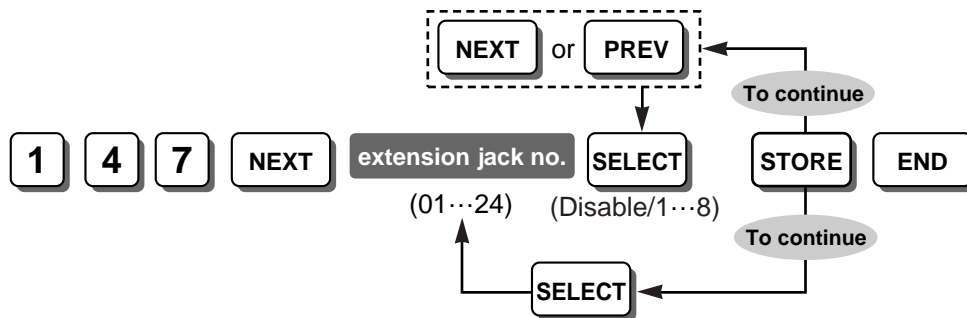 NEXT or PREV
To continue
1 4 7 NEXT extension jack no. SELECT STORE END
(01···24) (Disable/1···8)
To continue
SELECT